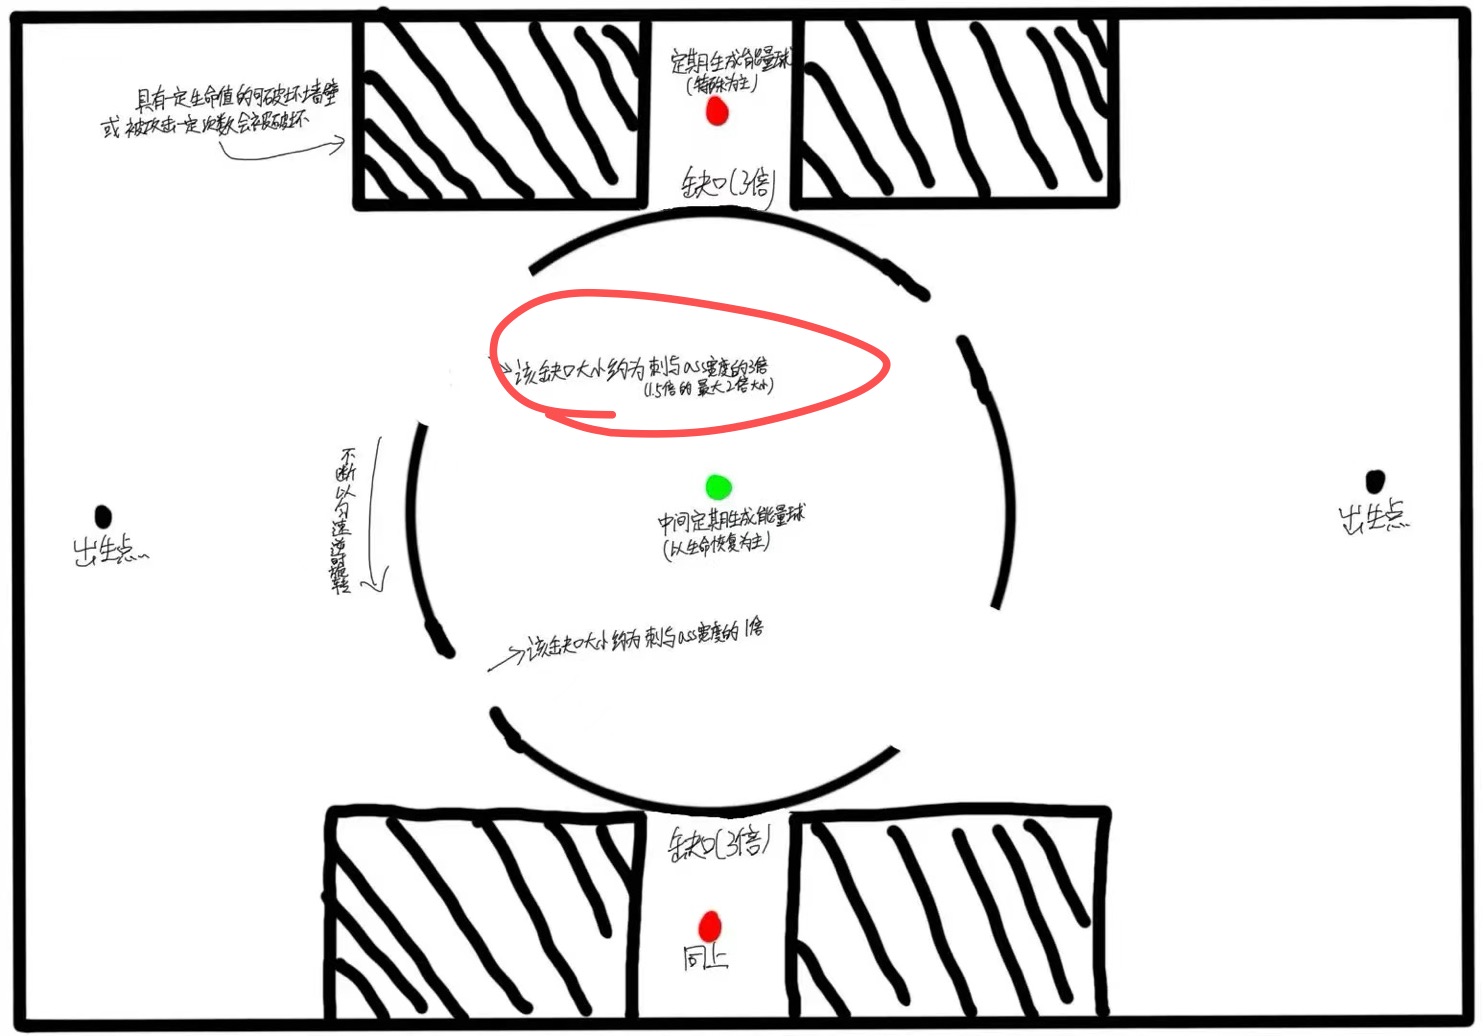 定期生成能量球
(特殊为主)
具有一定生命值的可破坏墙壁
或被攻击一定次数会被破坏
缺口(3倍)
该缺口大小约为刺与ass宽度的3倍
(1.5倍的最大2倍大小)
不断以匀速逆时旋转
中间定期生成能量球
(以生命恢复为主)
出生点
出生点
该缺口大小约为刺与ass宽度的1倍
缺口(3倍)
同上